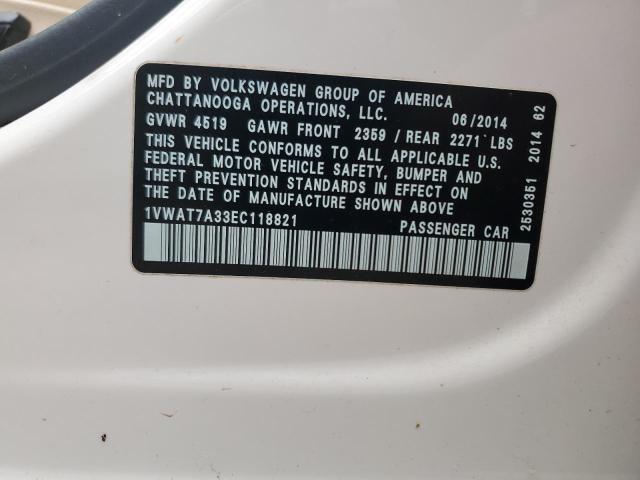 MFD BY VOLKSWAGEN GROUP OF AMERICA
CHATTANOOGA OPERATIONS, LLC. 06/2014
GVWR 4519 GAWR FRONT 2359 / REAR 2271 LBS
THIS VEHICLE CONFORMS TO ALL APPLICABLE U.S.
FEDERAL MOTOR VEHICLE SAFETY, BUMPER AND
THEFT PREVENTION STANDARDS IN EFFECT ON
THE DATE OF MANUFACTURE SHOWN ABOVE
1VWAT7A33EC118821 PASSENGER CAR
2530351 2014 62